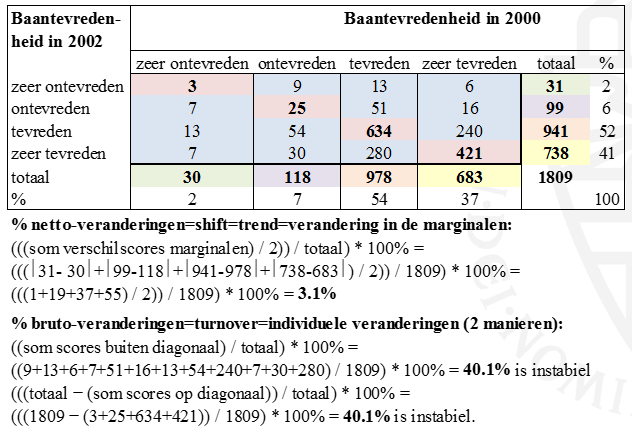 Baantevreden- Baantevredenheid in 2000
heid in 2002
zeer ontevreden ontevreden tevreden zeer tevreden totaal %
zeer ontevreden 3 9 13 6 31 2
ontevreden 7 25 51 16 99 6
tevreden 13 54 634 240 941 52
zeer tevreden 7 30 280 421 738 41
totaal 30 118 978 683 1809
% 2 7 54 37 100
% netto-veranderingen=shift=trend=verandering in de marginalen:
(((som verschilscores marginalen) / 2)) / totaal) * 100% =
(((|31- 30|+|99-118|+|941-978|+|738-683|) / 2)) / 1809) * 100% =
(((1+19+37+55) / 2)) / 1809) * 100% = 3.1%
% bruto-veranderingen=turnover=individuele veranderingen (2 manieren):
((som scores buiten diagonaal) / totaal) * 100% =
((9+13+6+7+51+16+13+54+240+7+30+280) / 1809) * 100% = 40.1% is instabiel
(((totaal − (som scores op diagonaal)) / totaal) * 100% =
(((1809 − (3+25+634+421)) / 1809) * 100% = 40.1% is instabiel.